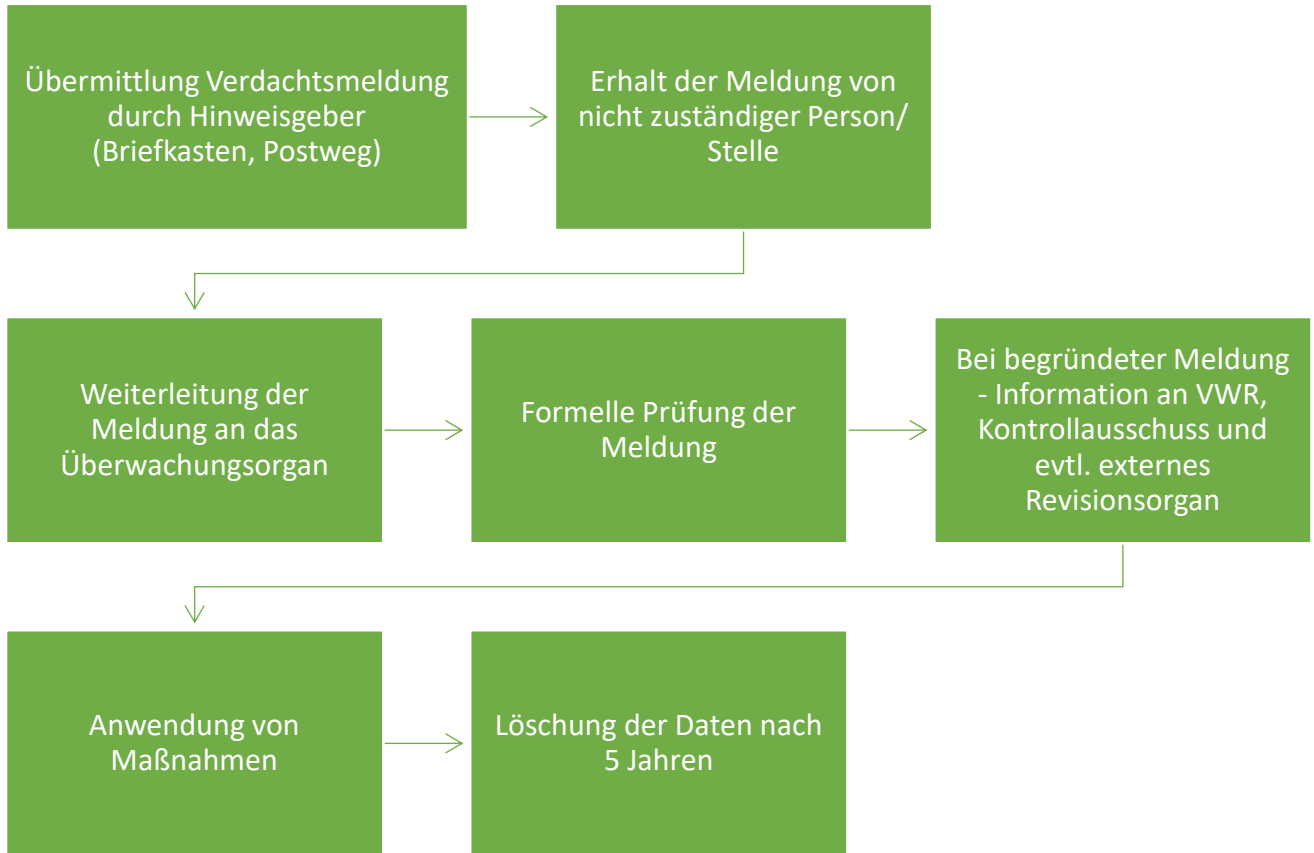 Übermittlung Verdachtsmeldung
durch Hinweisgeber
(Briefkasten, Postweg)
Erhalt der Meldung von
nicht zuständiger Person/
Stelle
Weiterleitung der
Meldung an das
Überwachungsorgan
Formelle Prüfung der
Meldung
Bei begründeter Meldung
- Information an VWR,
Kontrollausschuss und
evtl. externes
Revisionsorgan
Anwendung von
Maßnahmen
Löschung der Daten nach
5 Jahren